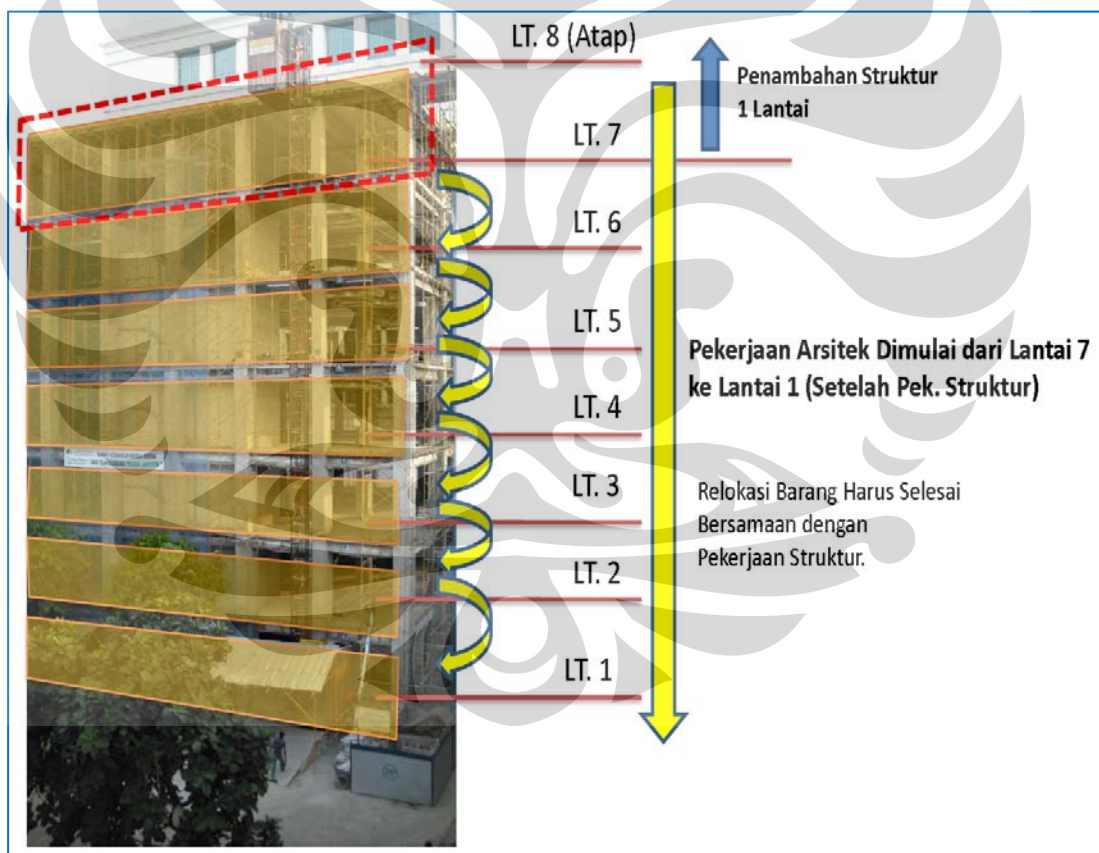 LT. 8 (Atap)
Penambahan Struktur
1 Lantai
LT. 7
LT. 6
LT. 5
Pekerjaan Arsitek Dimulai dari Lantai 7
ke Lantai 1 (Setelah Pek. Struktur)
LT. 4
LT. 3
Relokasi Barang Harus Selesai
Bersamaan dengan
Pekerjaan Struktur.
LT. 2
LT. 1